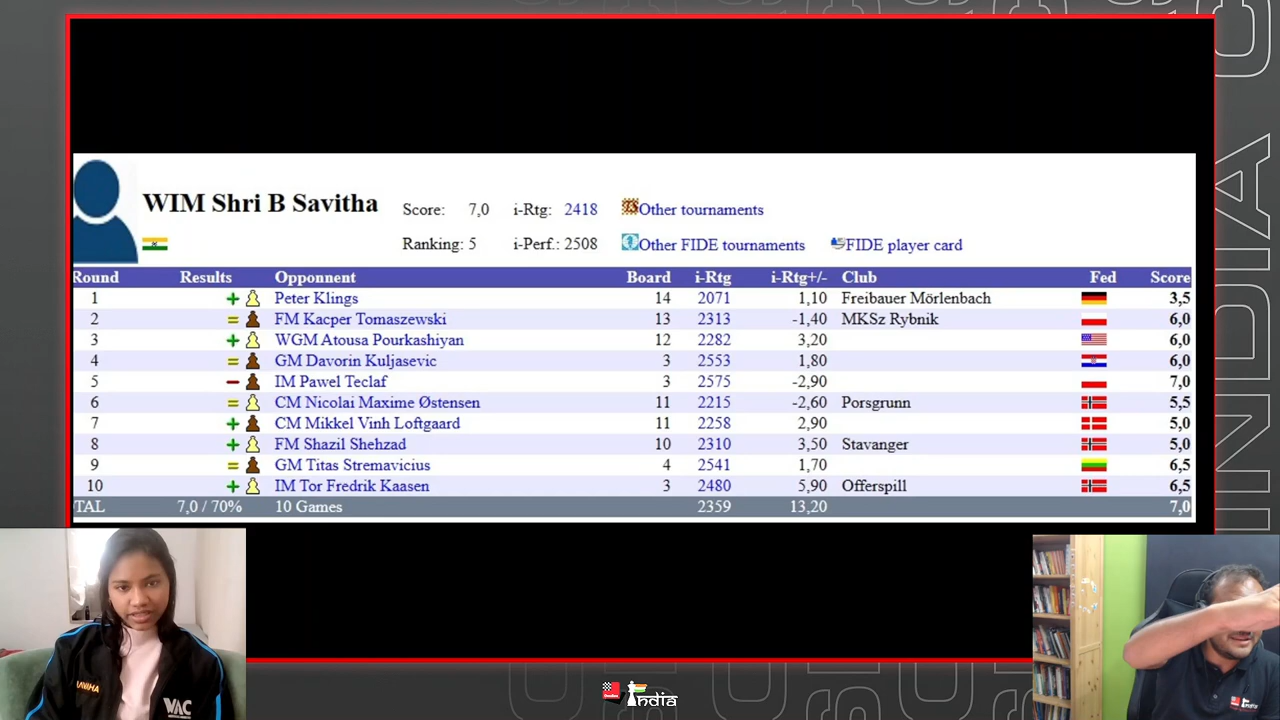 WIM Shri B Savitha
Score: 7,0 i-Rtg: 2418 Other tournaments
Ranking: 5 i-Perf.: 2508 Other FIDE tournaments FIDE player card
Round Results Opponent Board i-Rtg i-Rtg+/- Club Fed Score
1 + Peter Klings 14 2071 1,10 Freibauer Mörlenbach 3,5
2 = FM Kacper Tomaszewski 13 2313 -1,40 MKSz Rybnik 6,0
3 + WGM Atousa Pourkashiyan 12 2282 3,20 6,0
4 = GM Davorin Kuljasevic 3 2553 1,80 6,0
5 - IM Pawel Teclaf 3 2575 -2,90 7,0
6 = CM Nicolai Maxime Østensen 11 2215 -2,60 Porsgrunn 5,5
7 + CM Mikkel Vinh Loftgaard 11 2258 2,90 5,0
8 + FM Shazil Shehzad 10 2310 3,50 Stavanger 5,0
9 = GM Titas Stremavicius 4 2541 1,70 6,5
10 + IM Tor Fredrik Kaasen 3 2480 5,90 Offerspill 6,5
TAL 7,0 / 70% 10 Games 2359 13,20 7,0
VAC
India
INDIA